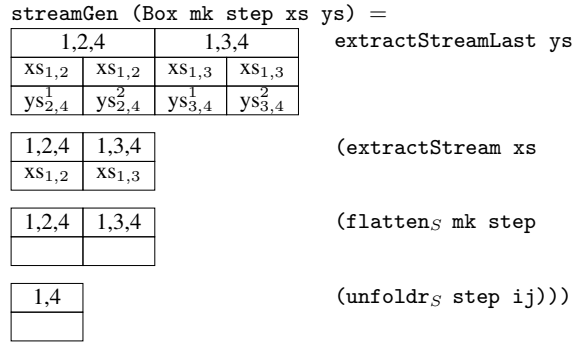 streamGen (Box mk step xs ys) =
1,2,4 1,3,4 extractStreamLast ys
xs₁,₂ xs₁,₂ xs₁,₃ xs₁,₃
ys¹₂,₄ ys²₂,₄ ys¹₃,₄ ys²₃,₄
1,2,4 1,3,4 (extractStream xs
xs₁,₂ xs₁,₃
1,2,4 1,3,4 (flattenS mk step
1,4 (unfoldrS step ij)))